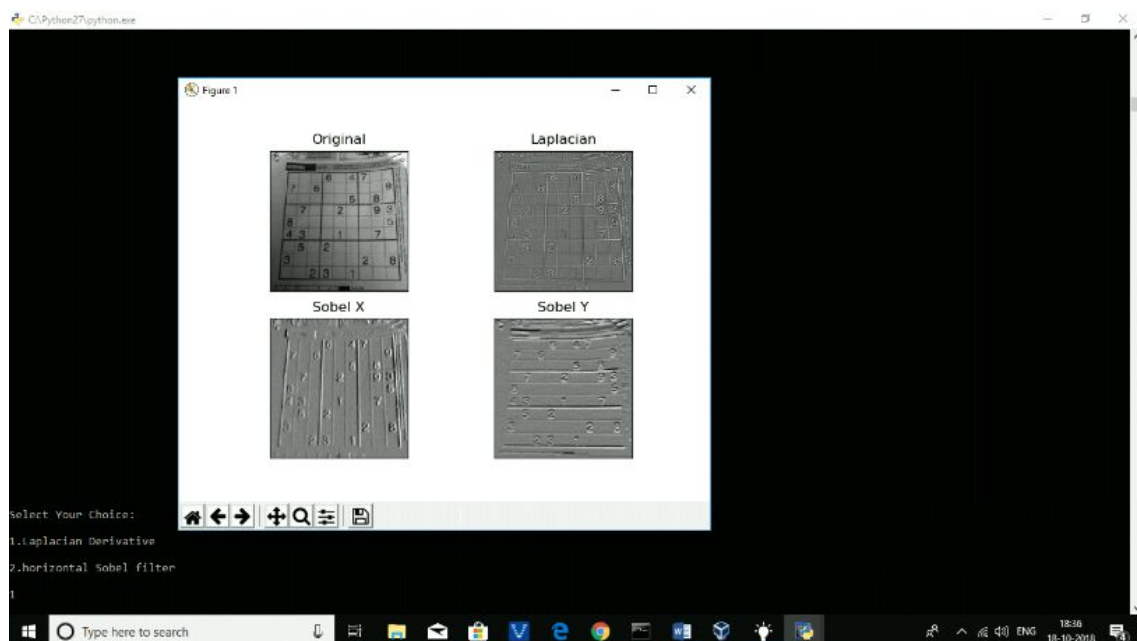 C:\Python27\python.exe
Figure 1
Original
Laplacian
Sobel X
Sobel Y
Select Your Choice:
1.Laplacian Derivative
2.horizontal Sobel filter
1
Type here to search
ENG
18:36
18-10-2018